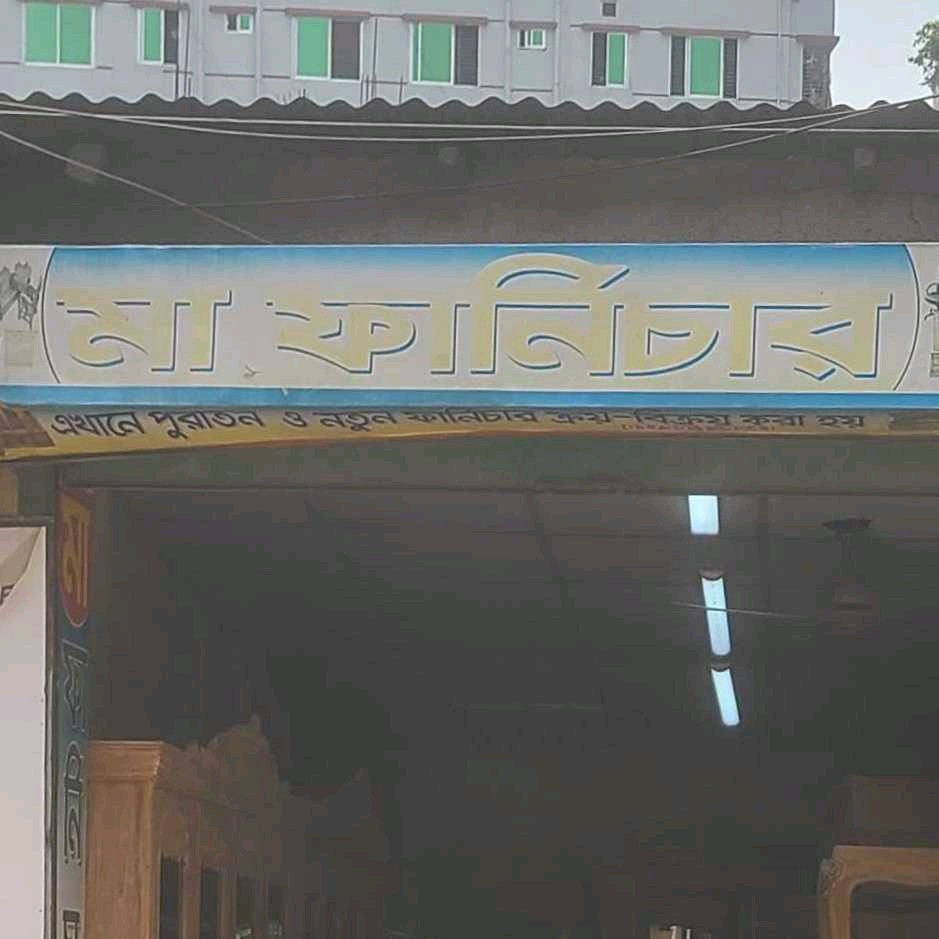 মা ফার্নিচার
এখানে পুরাতন ও নতুন ফার্নিচার ক্রয়-বিক্রয় করা হয়
মা